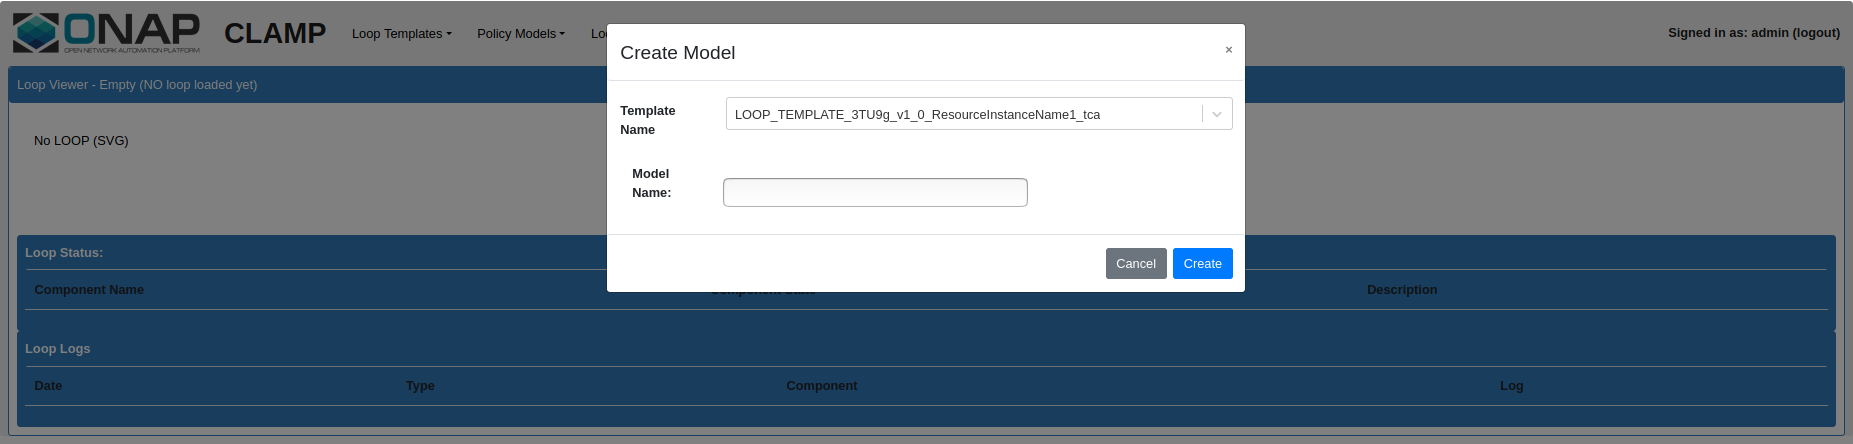 ONAP
OPEN NETWORK AUTOMATION PLATFORM
CLAMP
Loop Templates
Policy Models
Lo
Signed in as: admin (logout)
Loop Viewer - Empty (NO loop loaded yet)
No LOOP (SVG)
Create Model
×
Template
Name
LOOP_TEMPLATE_3TU9g_v1_0_ResourceInstanceName1_tca
Model
Name:
Cancel
Create
Loop Status:
Component Name
Description
Loop Logs
Date
Type
Component
Log